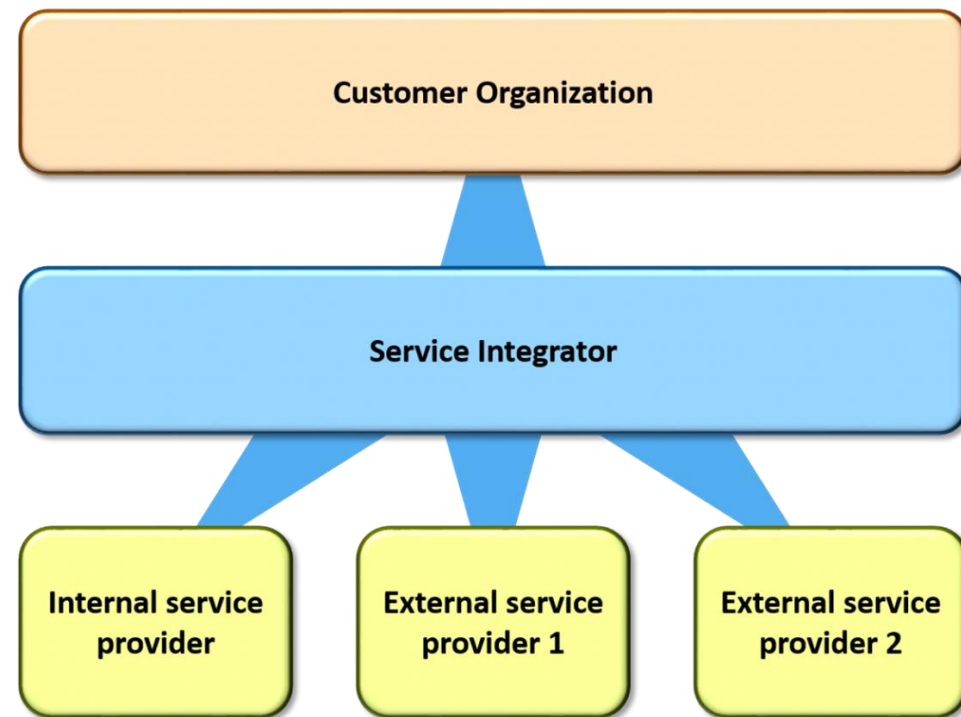 Customer Organization
Service Integrator
Internal service
provider
External service
provider 1
External service
provider 2